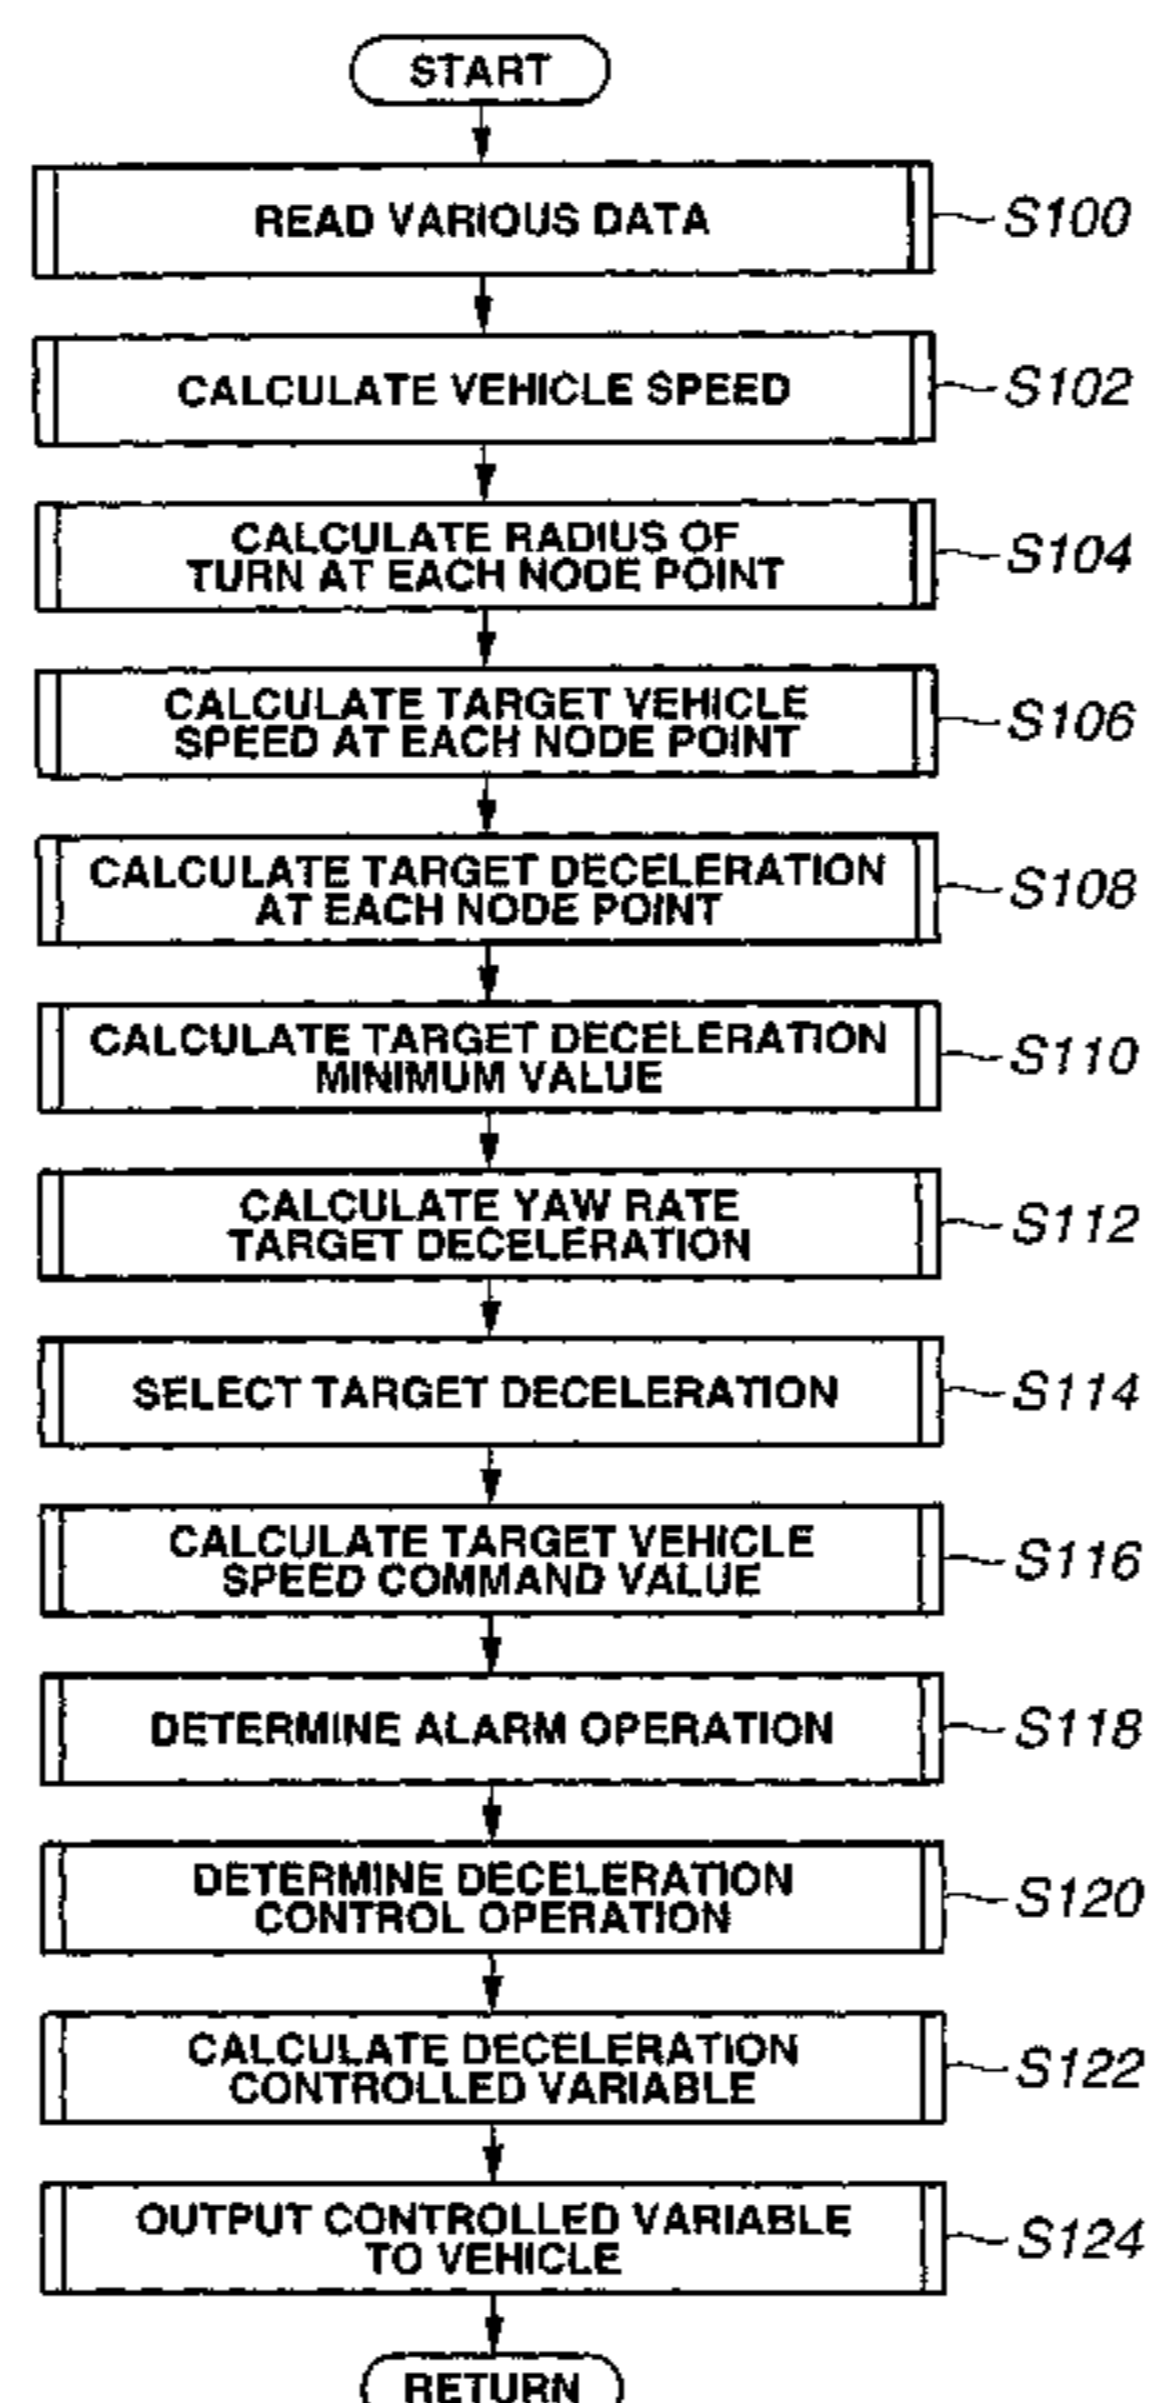 START
READ VARIOUS DATA
S100
CALCULATE VEHICLE SPEED
S102
CALCULATE RADIUS OF
TURN AT EACH NODE POINT
S104
CALCULATE TARGET VEHICLE
SPEED AT EACH NODE POINT
S106
CALCULATE TARGET DECELERATION
AT EACH NODE POINT
S108
CALCULATE TARGET DECELERATION
MINIMUM VALUE
S110
CALCULATE YAW RATE
TARGET DECELERATION
S112
SELECT TARGET DECELERATION
S114
CALCULATE TARGET VEHICLE
SPEED COMMAND VALUE
S116
DETERMINE ALARM OPERATION
S118
DETERMINE DECELERATION
CONTROL OPERATION
S120
CALCULATE DECELERATION
CONTROLLED VARIABLE
S122
OUTPUT CONTROLLED VARIABLE
TO VEHICLE
S124
RETURN